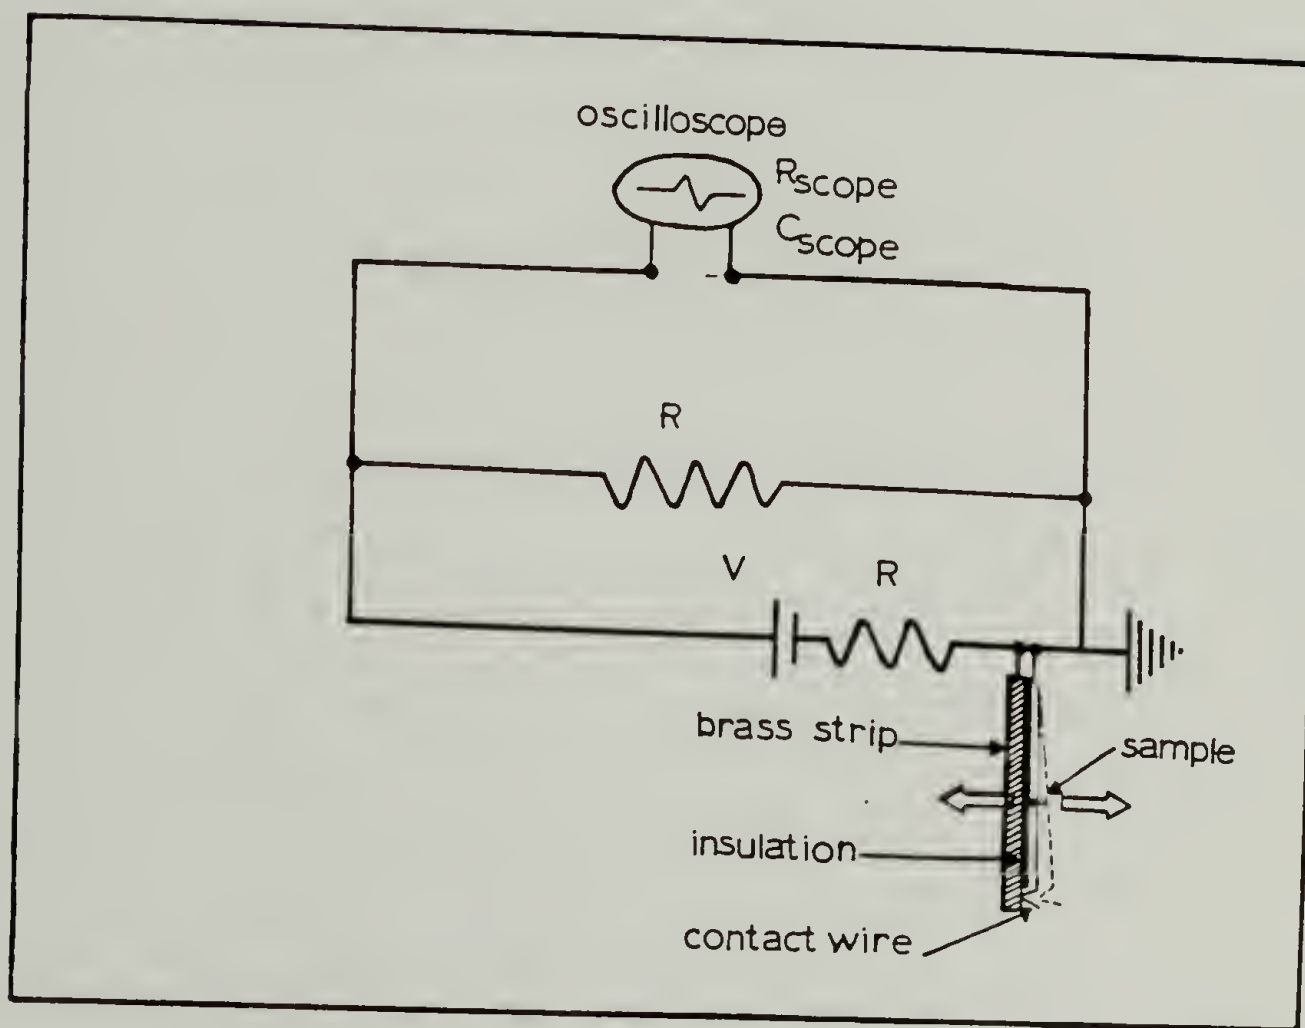 oscilloscope
Rscope
Cscope
-
R
V
R
brass strip
sample
insulation
contact wire